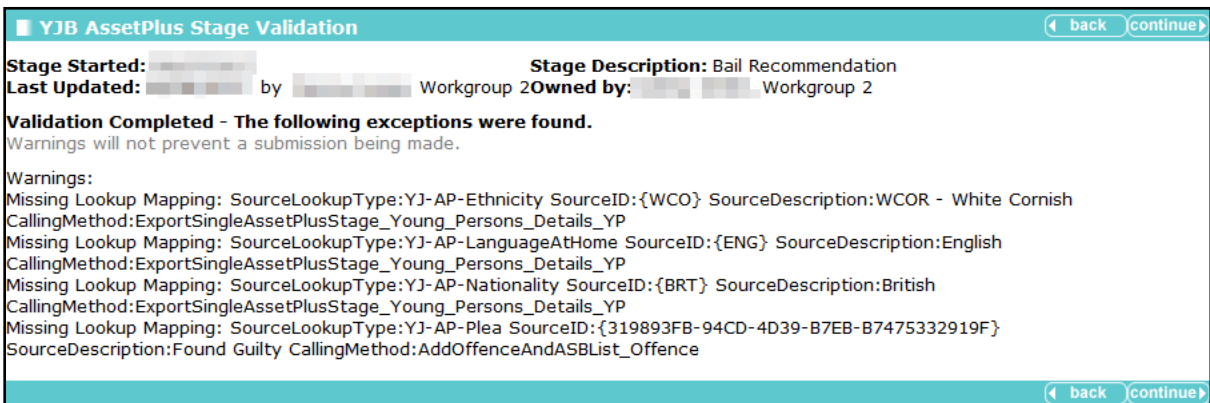 YJB AssetPlus Stage Validation
back continue
Stage Started: Stage Description: Bail Recommendation
Last Updated: by Workgroup 2Owned by: Workgroup 2
Validation Completed - The following exceptions were found.
Warnings will not prevent a submission being made.
Warnings:
Missing Lookup Mapping: SourceLookupType:YJ-AP-Ethnicity SourceID:{WCO} SourceDescription:WCOR - White Cornish
CallingMethod:ExportSingleAssetPlusStage_Young_Persons_Details_YP
Missing Lookup Mapping: SourceLookupType:YJ-AP-LanguageAtHome SourceID:{ENG} SourceDescription:English
CallingMethod:ExportSingleAssetPlusStage_Young_Persons_Details_YP
Missing Lookup Mapping: SourceLookupType:YJ-AP-Nationality SourceID:{BRT} SourceDescription:British
CallingMethod:ExportSingleAssetPlusStage_Young_Persons_Details_YP
Missing Lookup Mapping: SourceLookupType:YJ-AP-Plea SourceID:{319893FB-94CD-4D39-B7EB-B7475332919F}
SourceDescription:Found Guilty CallingMethod:AddOffenceAndASBList_Offence
back continue